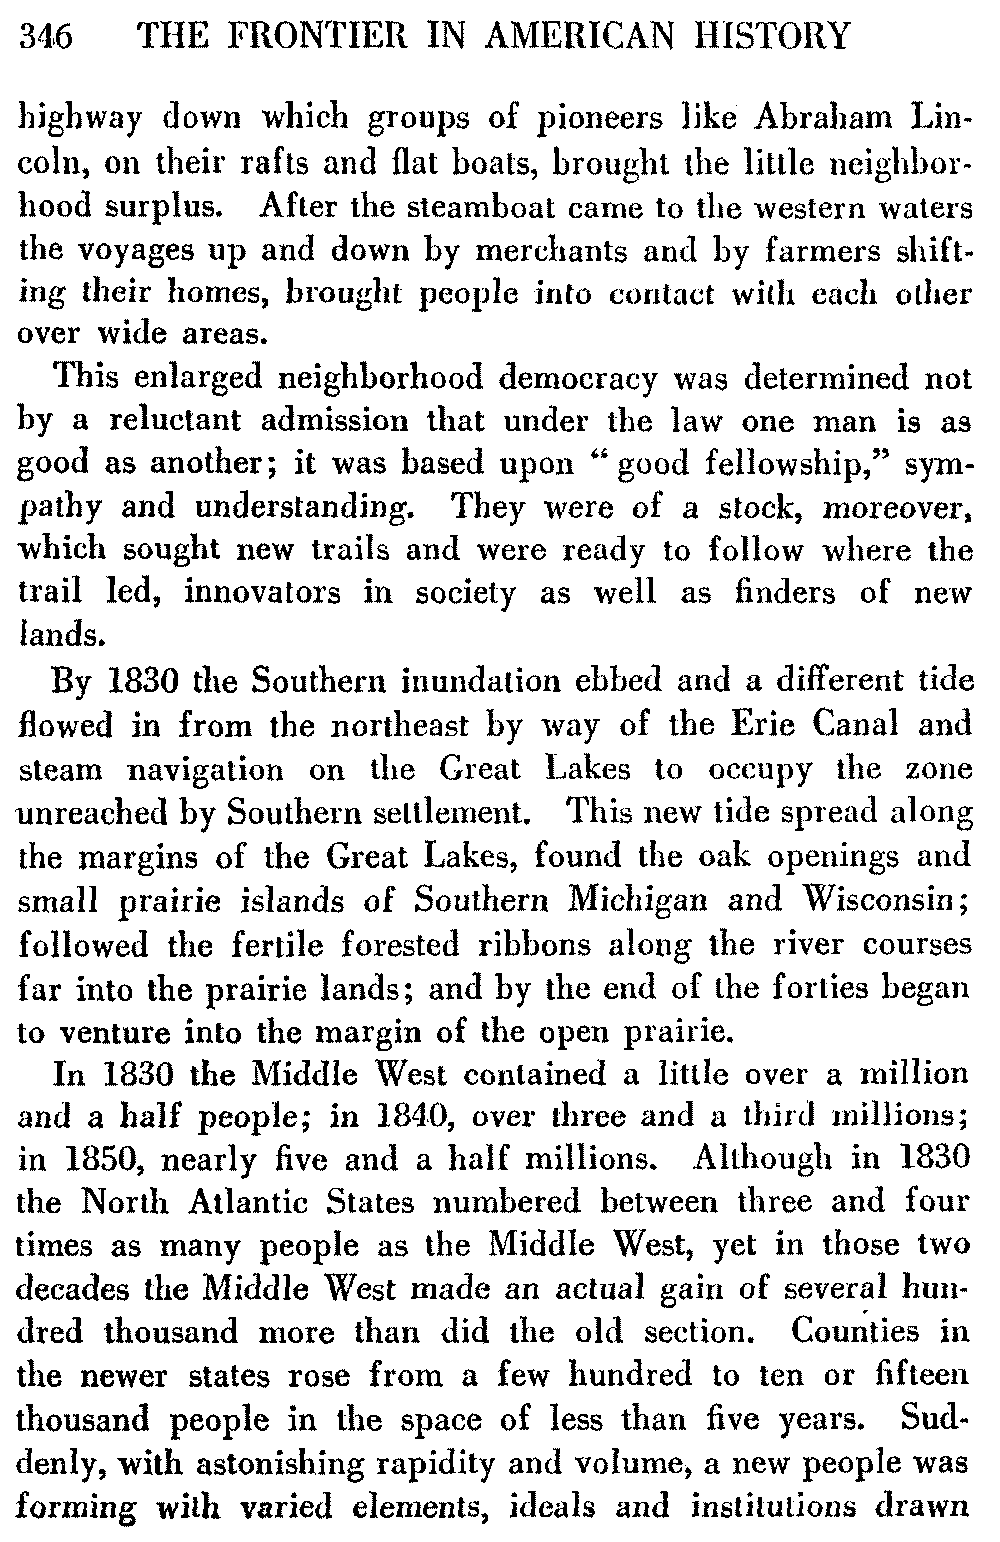 346 THE FRONTIER IN AMERICAN HISTORY
highway down which groups of pioneers like Abraham Lin-
coln, on their rafts and flat boats, brought the little neighbor-
hood surplus. After the steamboat came to the western waters
the voyages up and down by merchants and by farmers shift-
ing their homes, brought people into contact with each other
over wide areas.
This enlarged neighborhood democracy was determined not
by a reluctant admission that under the law one man is as
good as another; it was based upon “ good fellowship,” sym-
pathy and understanding. They were of a stock, moreover,
which sought new trails and were ready to follow where the
trail led, innovators in society as well as finders of new
lands.
By 1830 the Southern inundation ebbed and a different tide
flowed in from the northeast by way of the Erie Canal and
steam navigation on the Great Lakes to occupy the zone
unreached by Southern settlement. This new tide spread along
the margins of the Great Lakes, found the oak openings and
small prairie islands of Southern Michigan and Wisconsin;
followed the fertile forested ribbons along the river courses
far into the prairie lands; and by the end of the forties began
to venture into the margin of the open prairie.
In 1830 the Middle West contained a little over a million
and a half people; in 1840, over three and a third millions;
in 1850, nearly five and a half millions. Although in 1830
the North Atlantic States numbered between three and four
times as many people as the Middle West, yet in those two
decades the Middle West made an actual gain of several hun-
dred thousand more than did the old section. Counties in
the newer states rose from a few hundred to ten or fifteen
thousand people in the space of less than five years. Sud-
denly, with astonishing rapidity and volume, a new people was
forming with varied elements, ideals and institutions drawn